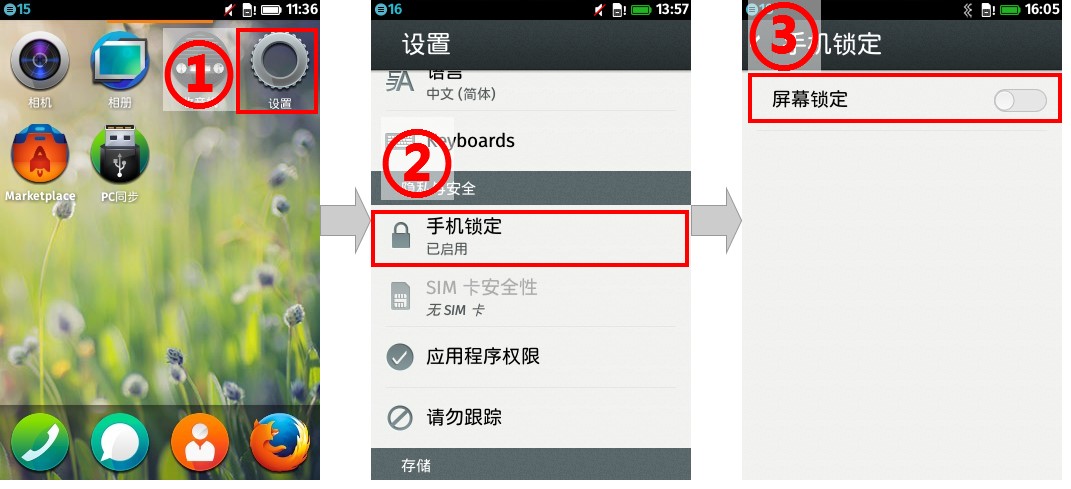 15
11:36
1
相机
相册
设置
Marketplace
PC同步
16
13:57
设置
语言
中文 (简体)
Keyboards
2
隐私与安全
手机锁定
已启用
SIM 卡安全性
无 SIM 卡
应用程序权限
请勿跟踪
存储
16:05
3
手机锁定
屏幕锁定